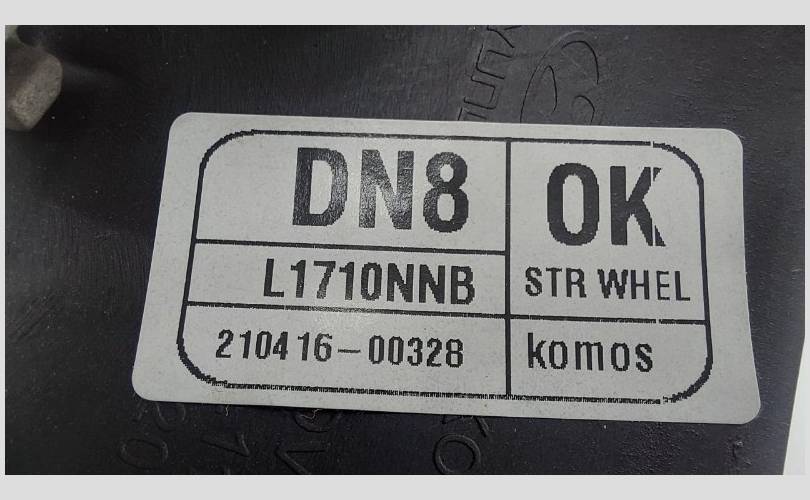 DN8
OK
L1710NNB
STR WHEL
210416-00328
komos